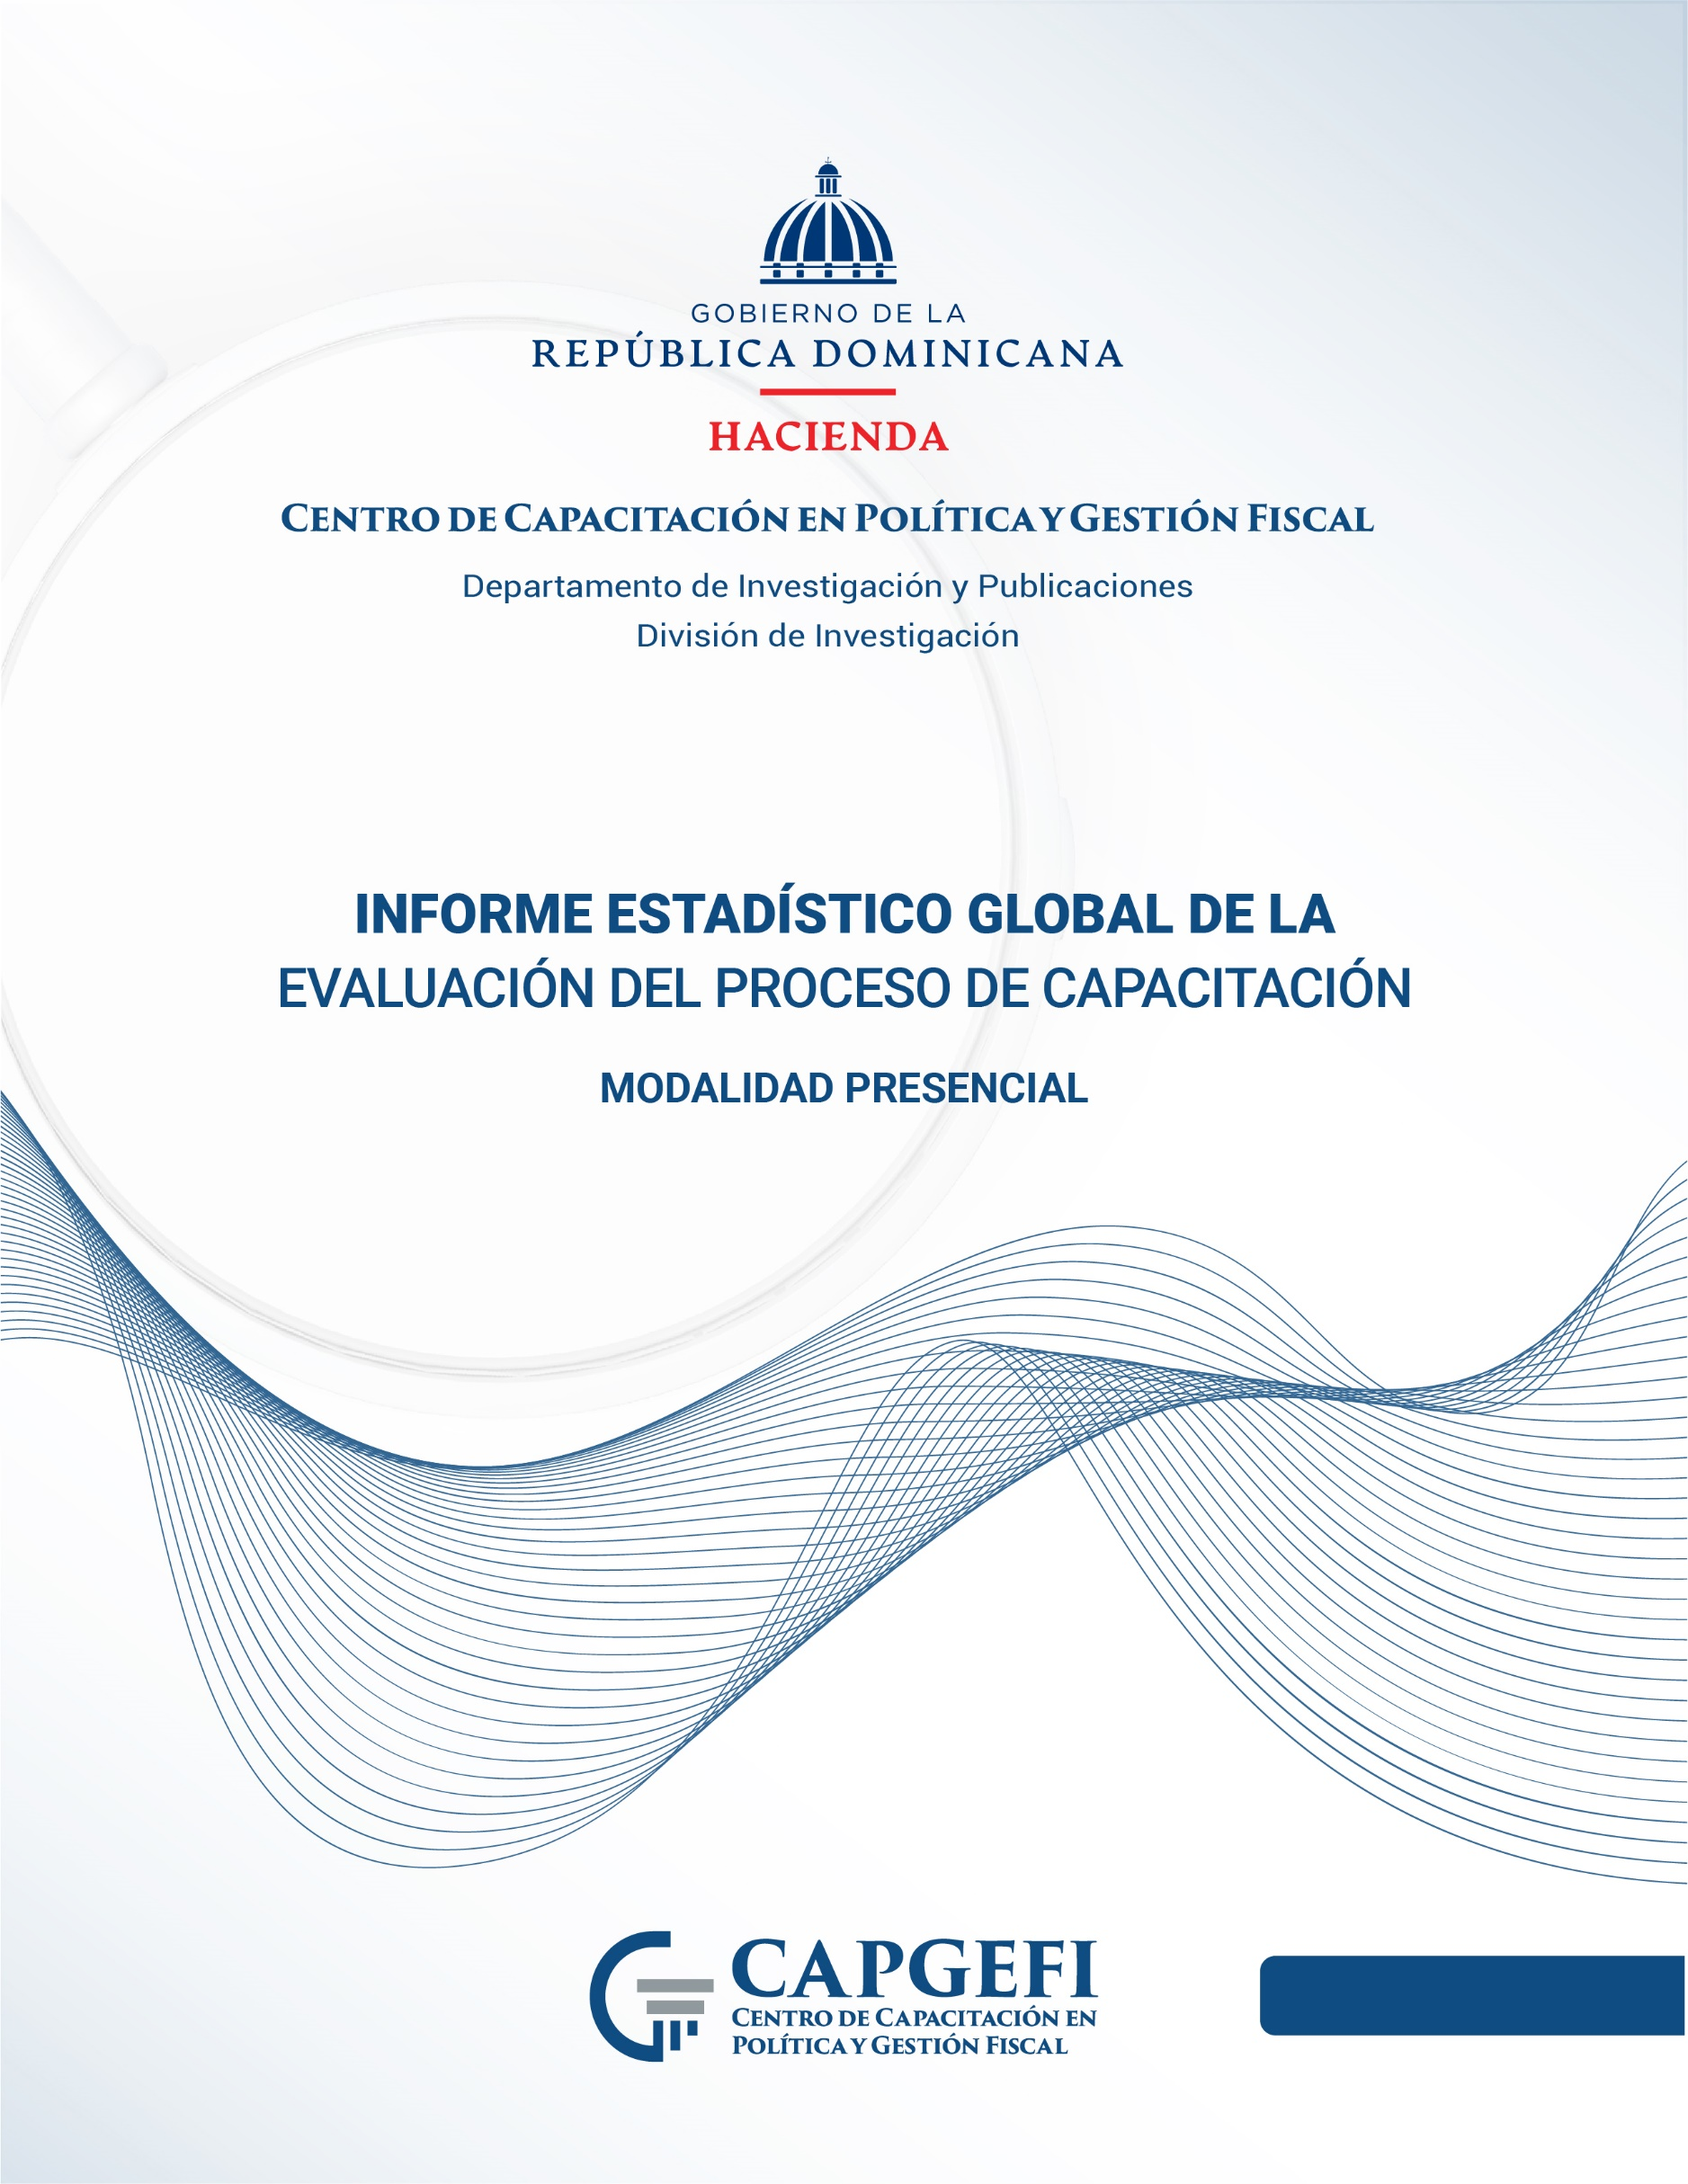 GOBIERNO DE LA
REPÚBLICA DOMINICANA
HACIENDA
CENTRO DE CAPACITACIÓN EN POLÍTICA Y GESTIÓN FISCAL
Departamento de Investigación y Publicaciones
División de Investigación
INFORME ESTADÍSTICO GLOBAL DE LA
EVALUACIÓN DEL PROCESO DE CAPACITACIÓN
MODALIDAD PRESENCIAL
CAPGEFI
CENTRO DE CAPACITACIÓN EN
POLÍTICA Y GESTIÓN FISCAL